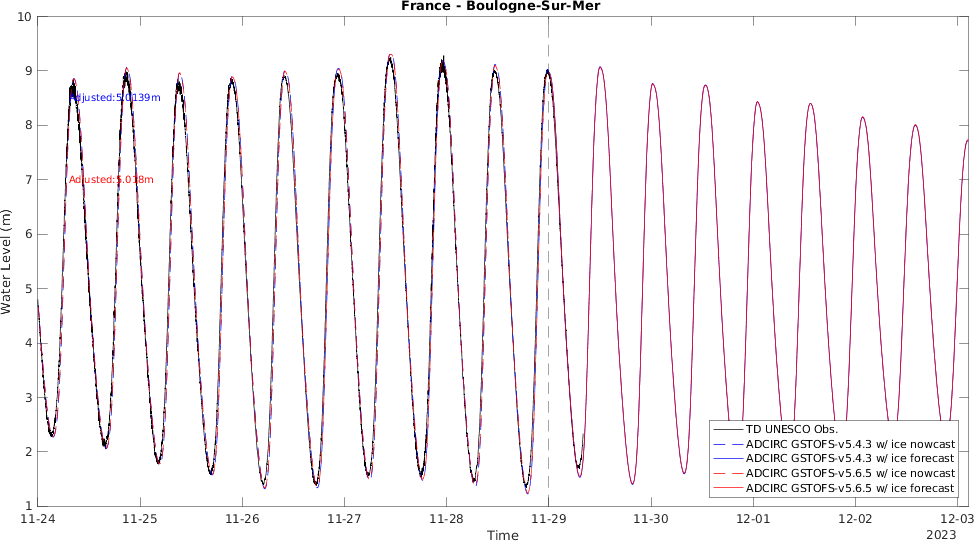 France - Boulogne-Sur-Mer
10
9
8
7
6
5
4
3
2
1
Water Level (m)
Adjusted:5.0139m
Adjusted:5.018m
TD UNESCO Obs.
ADCIRC GSTOFS-v5.4.3 w/ ice nowcast
ADCIRC GSTOFS-v5.4.3 w/ ice forecast
ADCIRC GSTOFS-v5.6.5 w/ ice nowcast
ADCIRC GSTOFS-v5.6.5 w/ ice forecast
11-24 11-25 11-26 11-27 11-28 11-29 11-30 12-01 12-02 12-03
Time
2023